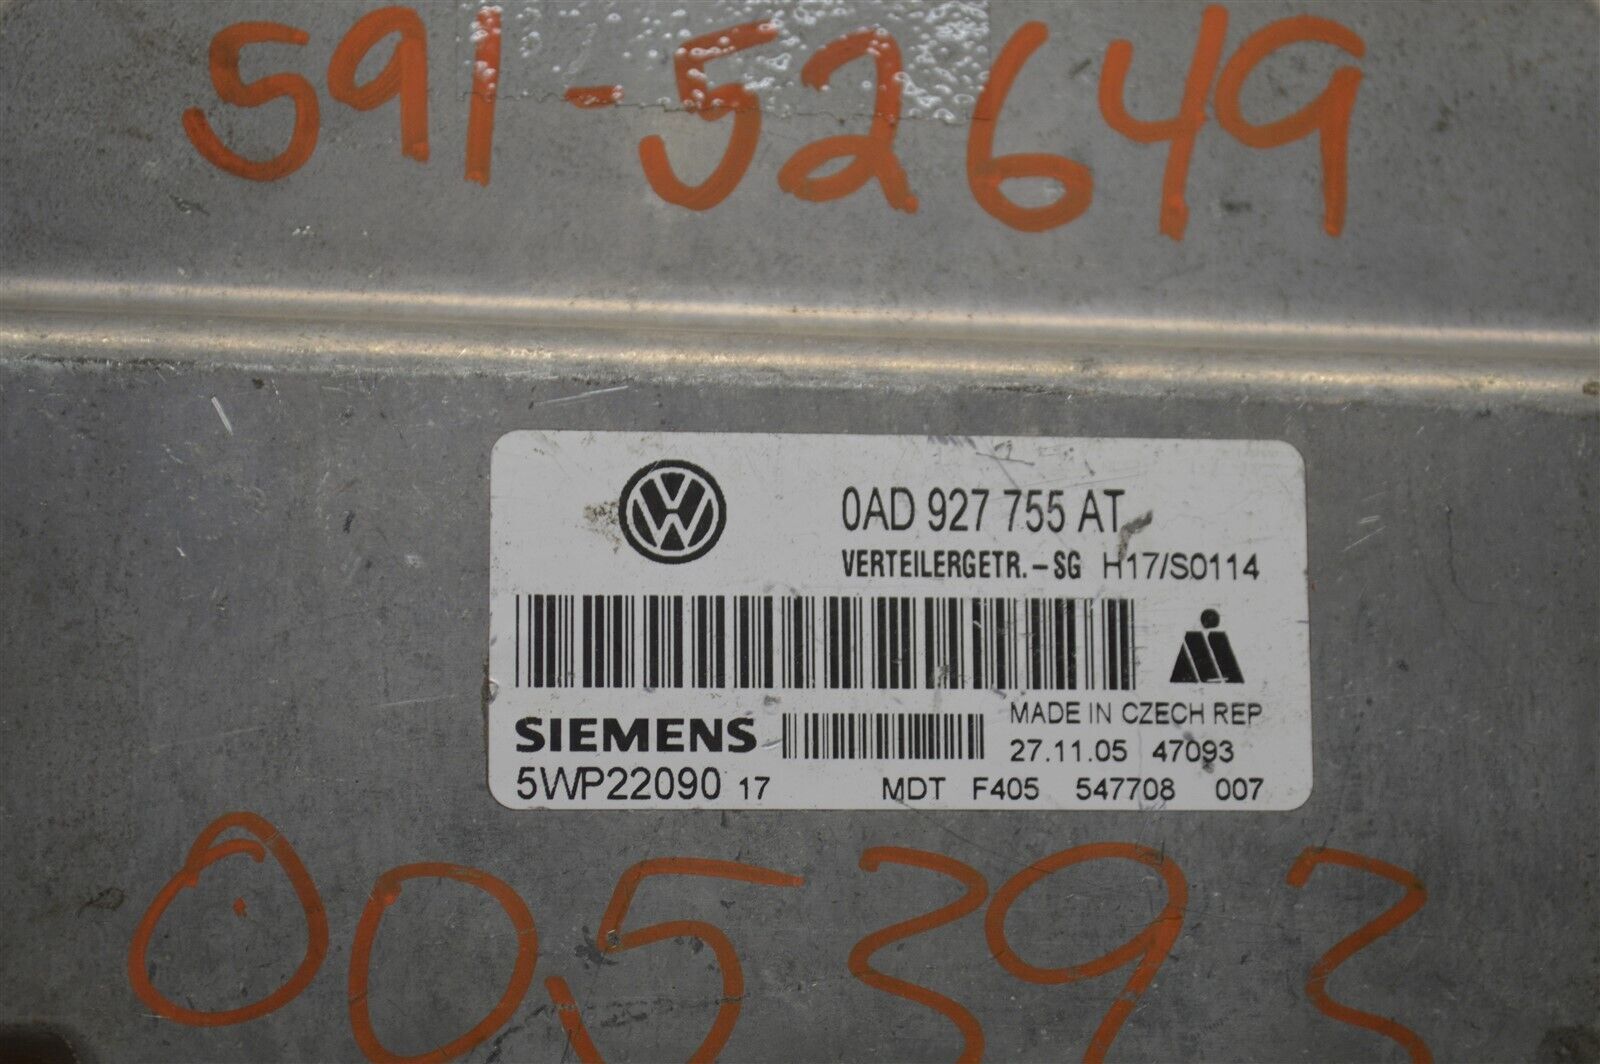 591-52649
0AD 927 755 AT
VERTEILERGETR.-SG H17/S0114
MADE IN CZECH REP
SIEMENS
27.11.05 47093
5WP22090 17 MDT F405 547708 007
005393